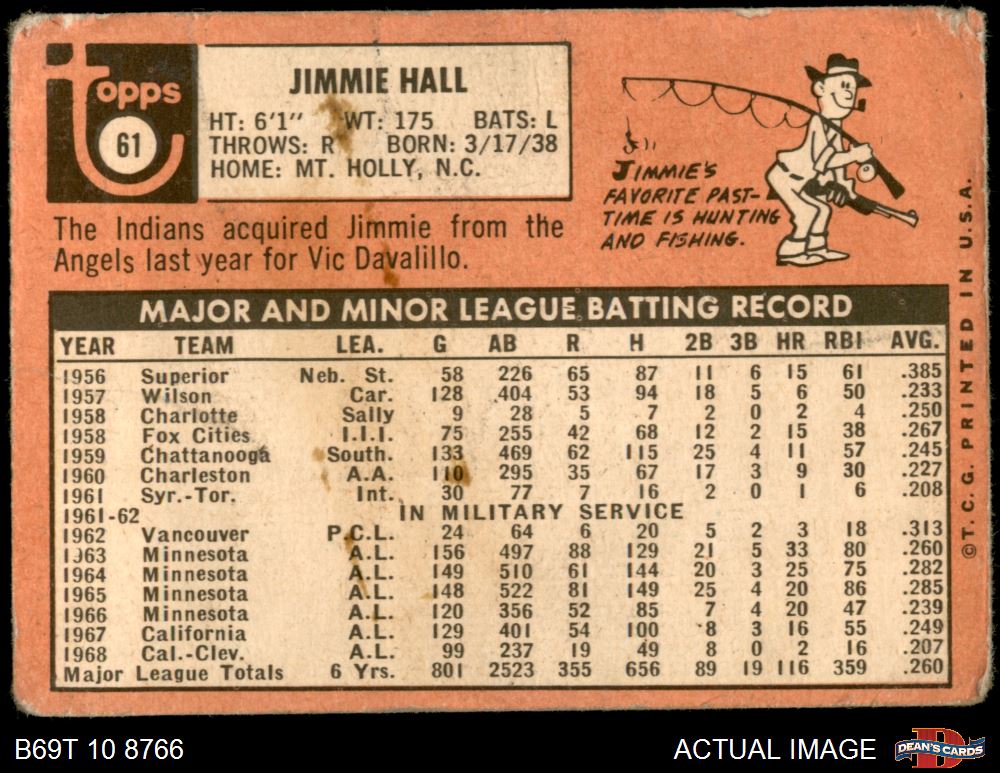 Topps
61
JIMMIE HALL
HT: 6'1" WT: 175 BATS: L
THROWS: R BORN: 3/17/38
HOME: MT. HOLLY, N.C.
JIMMIE'S
FAVORITE PAST-
TIME IS HUNTING
AND FISHING.
The Indians acquired Jimmie from the
Angels last year for Vic Davalillo.
MAJOR AND MINOR LEAGUE BATTING RECORD
YEAR TEAM LEA. G AB R H 2B 3B HR RBI AVG.
1956 Superior Neb. St. 58 226 65 87 11 6 15 61 .385
1957 Wilson Car. 128 404 53 94 18 5 6 50 .233
1958 Charlotte Sally 9 28 5 7 2 0 2 4 .250
1958 Fox Cities I.I.I. 75 255 42 68 12 2 15 38 .267
1959 Chattanooga South. 133 469 62 115 25 4 11 57 .245
1960 Charleston A.A. 110 295 35 67 17 3 9 30 .227
1961 Syr.-Tor. Int. 30 77 7 16 2 0 1 6 .208
1961-62 IN MILITARY SERVICE
1962 Vancouver P.C.L. 24 64 6 20 5 2 3 18 .313
1963 Minnesota A.L. 156 497 88 129 21 5 33 80 .260
1964 Minnesota A.L. 149 510 61 144 20 3 25 75 .282
1965 Minnesota A.L. 148 522 81 149 25 4 20 86 .285
1966 Minnesota A.L. 120 356 52 85 7 4 20 47 .239
1967 California A.L. 129 401 54 100 8 3 16 55 .249
1968 Cal.-Clev. A.L. 99 237 19 49 8 0 2 16 .207
Major League Totals 6 Yrs. 801 2523 355 656 89 19 116 359 .260
©T.C.G. PRINTED IN U.S.A.
B69T 10 8766
ACTUAL IMAGE
D
DEAN'S CARDS